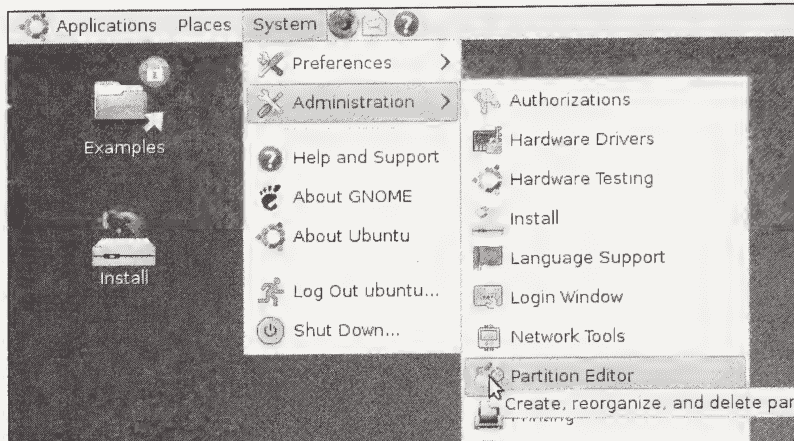 Applications Places System
Preferences
Administration
Help and Support
About GNOME
About Ubuntu
Log Out ubuntu...
Shut Down...
Examples
Install
Authorizations
Hardware Drivers
Hardware Testing
Install
Language Support
Login Window
Network Tools
Partition Editor
Create, reorganize, and delete par
Printing